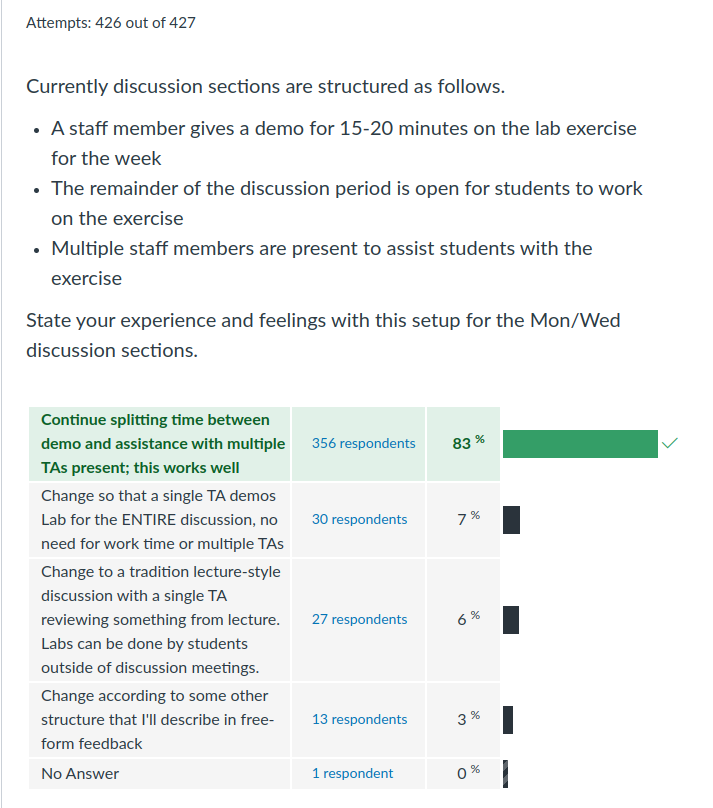 Attempts: 426 out of 427
Currently discussion sections are structured as follows.
• A staff member gives a demo for 15-20 minutes on the lab exercise
for the week
• The remainder of the discussion period is open for students to work
on the exercise
• Multiple staff members are present to assist students with the
exercise
State your experience and feelings with this setup for the Mon/Wed
discussion sections.
Continue splitting time between
demo and assistance with multiple
TAs present; this works well
356 respondents
83 %
Change so that a single TA demos
Lab for the ENTIRE discussion, no
need for work time or multiple TAs
30 respondents
7 %
Change to a tradition lecture-style
discussion with a single TA
reviewing something from lecture.
Labs can be done by students
outside of discussion meetings.
27 respondents
6 %
Change according to some other
structure that I'll describe in free-
form feedback
13 respondents
3 %
No Answer
1 respondent
0 %